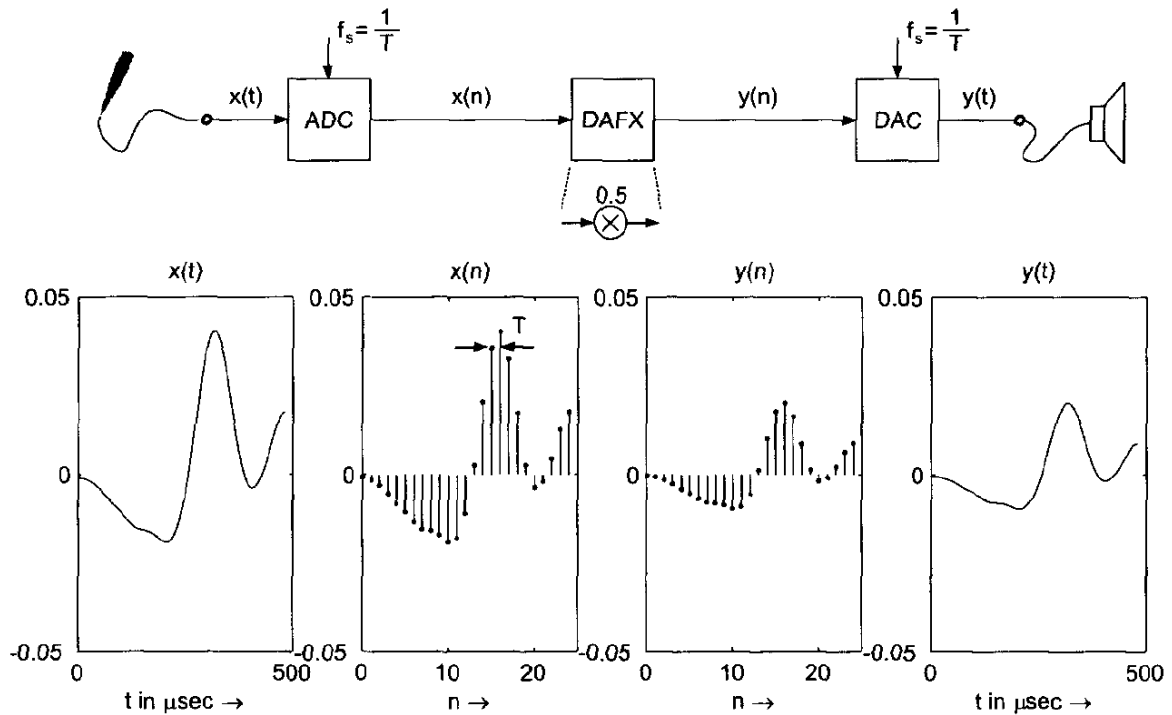 f_s = 1/T
f_s = 1/T
x(t)
ADC
x(n)
DAFX
y(n)
DAC
y(t)
0.5
x(t)
x(n)
y(n)
y(t)
0.05
0.05
0.05
0.05
T
0
0
0
0
-0.05
-0.05
-0.05
-0.05
0
500
0
10
20
0
10
20
0
500
t in μsec →
n →
n →
t in μsec →